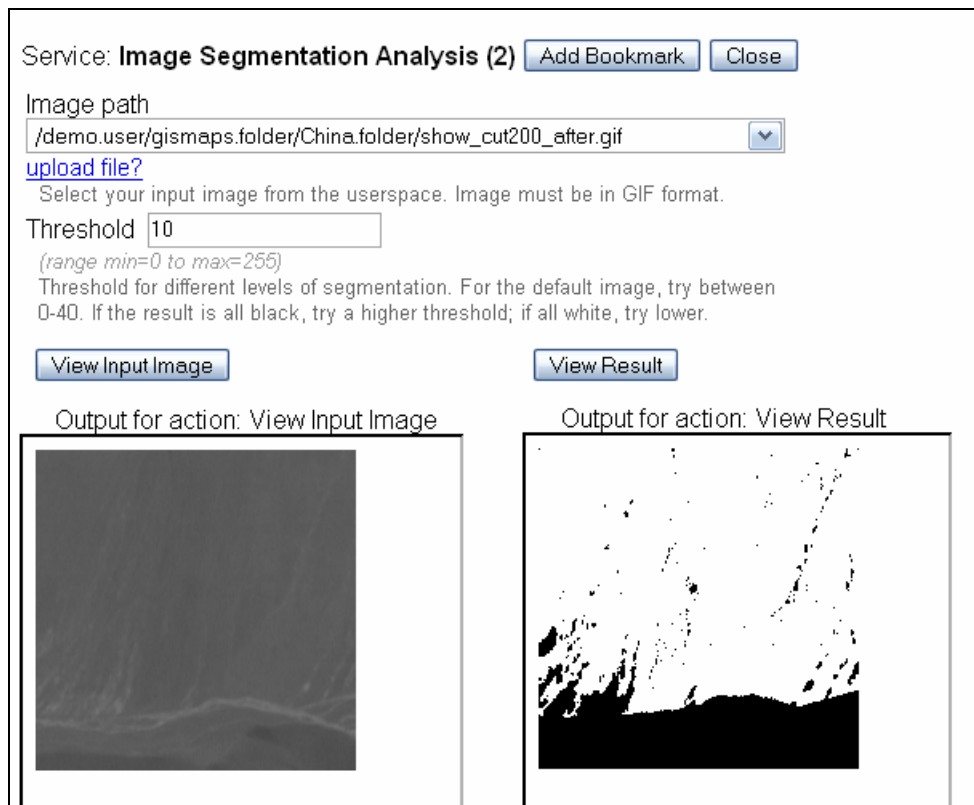 Service: Image Segmentation Analysis (2) Add Bookmark Close
Image path
/demo.user/gismaps.folder/China.folder/show_cut200_after.gif
upload file?
Select your input image from the userspace. Image must be in GIF format.
Threshold 10
(range min=0 to max=255)
Threshold for different levels of segmentation. For the default image, try between
0-40. If the result is all black, try a higher threshold; if all white, try lower.
View Input Image View Result
Output for action: View Input Image Output for action: View Result